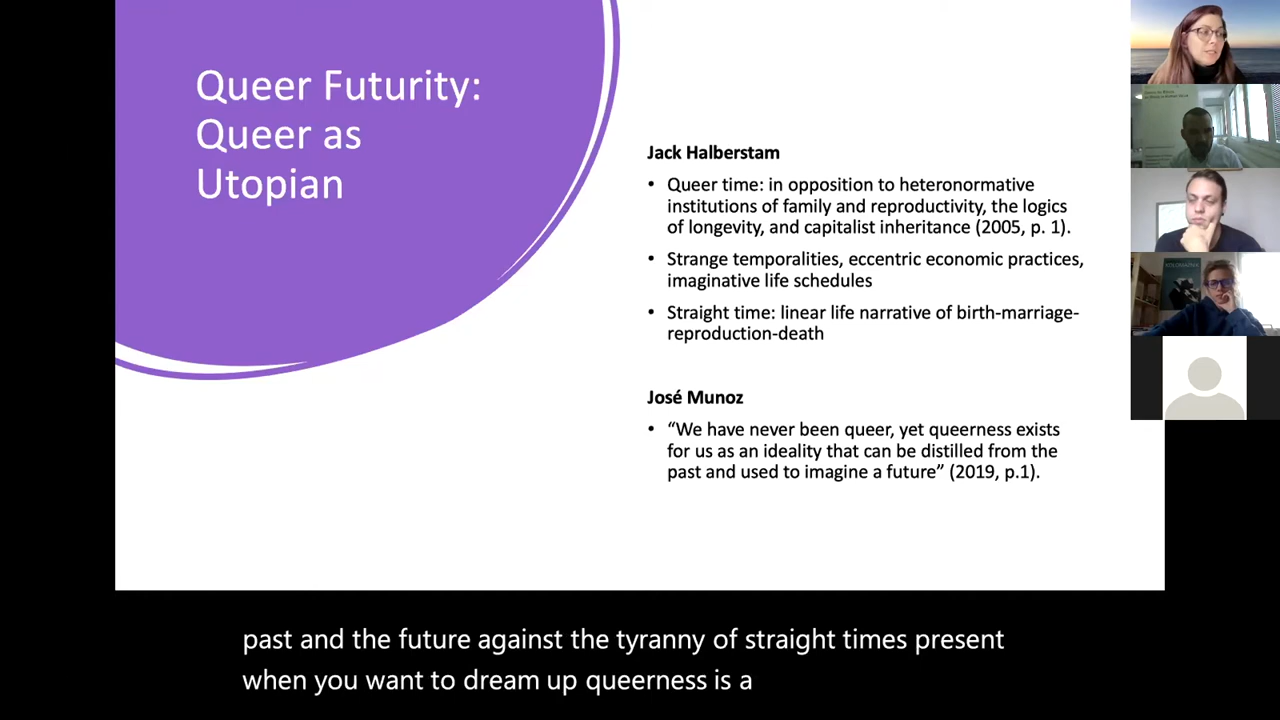 Queer Futurity:
Queer as
Utopian
Jack Halberstam
• Queer time: in opposition to heteronormative
institutions of family and reproductivity, the logics
of longevity, and capitalist inheritance (2005, p. 1).
• Strange temporalities, eccentric economic practices,
imaginative life schedules
• Straight time: linear life narrative of birth-marriage-
reproduction-death
José Munoz
• “We have never been queer, yet queerness exists
for us as an ideality that can be distilled from the
past and used to imagine a future” (2019, p.1).
past and the future against the tyranny of straight times present
when you want to dream up queerness is a